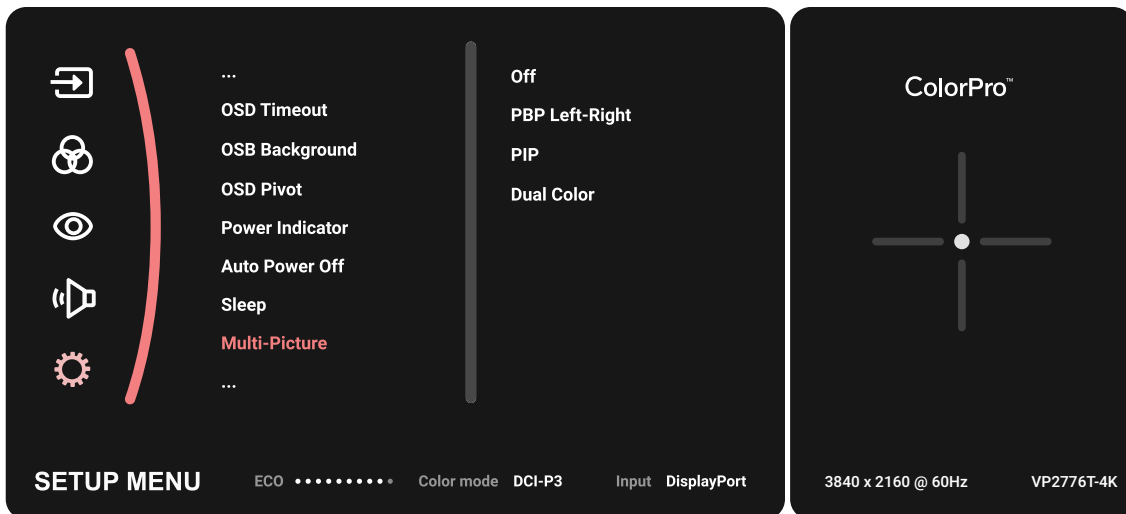 ...
OSD Timeout
OSB Background
OSD Pivot
Power Indicator
Auto Power Off
Sleep
Multi-Picture
...
Off
PBP Left-Right
PIP
Dual Color
SETUP MENU
ECO
Color mode DCI-P3
Input DisplayPort
ColorPro™
3840 x 2160 @ 60Hz
VP2776T-4K